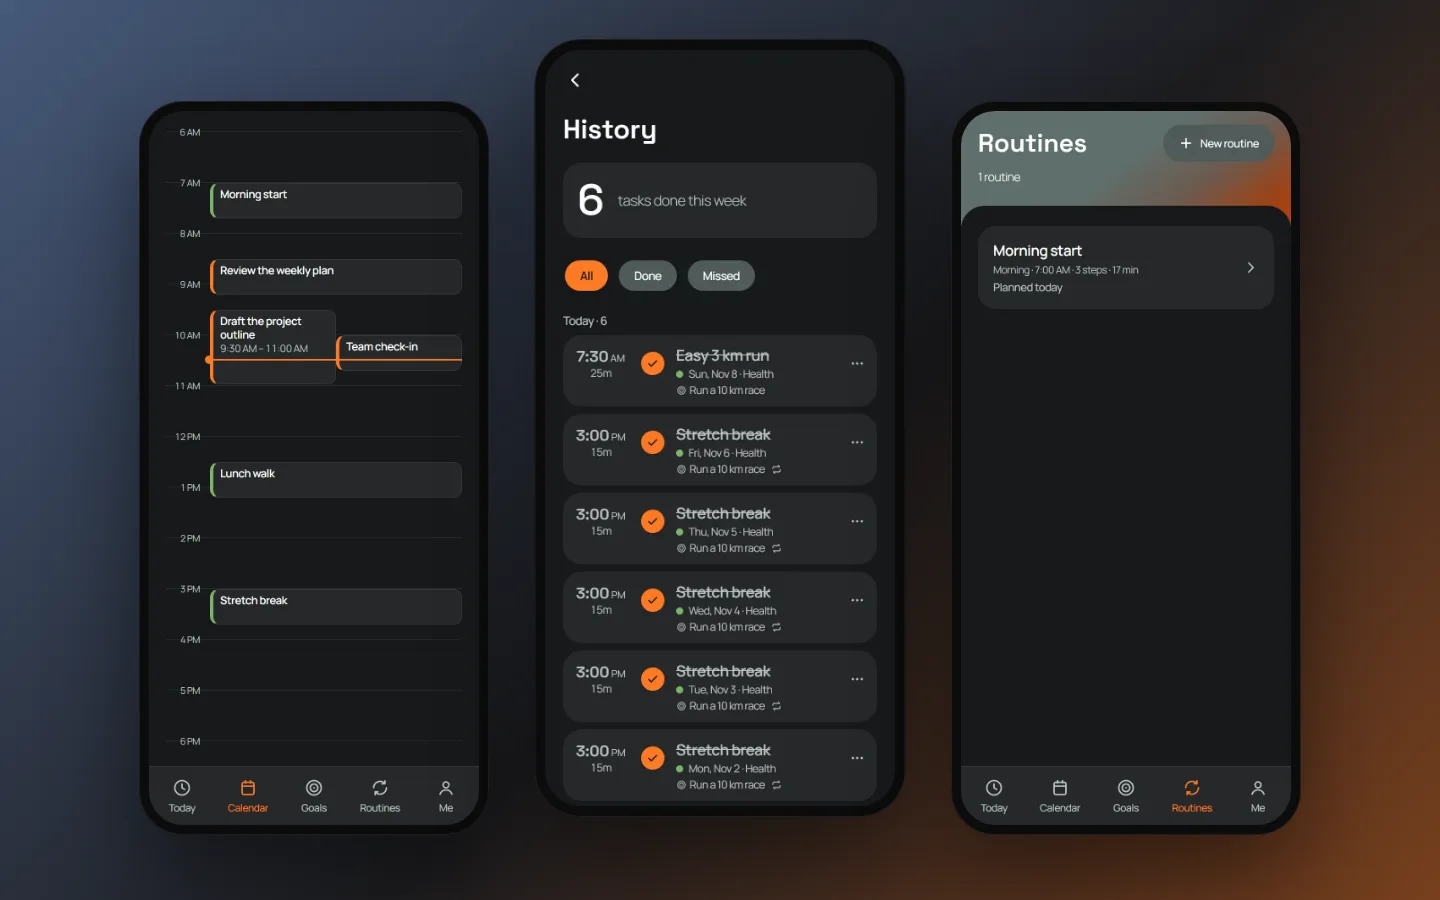 6 AM
7 AM
Morning start
8 AM
Review the weekly plan
9 AM
Draft the project
outline
9:30 AM – 11:00 AM
10 AM
Team check-in
11 AM
12 PM
Lunch walk
1 PM
2 PM
3 PM
Stretch break
4 PM
5 PM
6 PM
Today
Calendar
Goals
Routines
Me
History
6 tasks done this week
All
Done
Missed
Today · 6
7:30 AM
25m
Easy 3 km run
Sun, Nov 8 · Health
Run a 10 km race
3:00 PM
15m
Stretch break
Fri, Nov 6 · Health
Run a 10 km race
3:00 PM
15m
Stretch break
Thu, Nov 5 · Health
Run a 10 km race
3:00 PM
15m
Stretch break
Wed, Nov 4 · Health
Run a 10 km race
3:00 PM
15m
Stretch break
Tue, Nov 3 · Health
Run a 10 km race
3:00 PM
15m
Stretch break
Mon, Nov 2 · Health
Run a 10 km race
Routines
New routine
1 routine
Morning start
Morning · 7:00 AM · 3 steps · 17 min
Planned today
Today
Calendar
Goals
Routines
Me